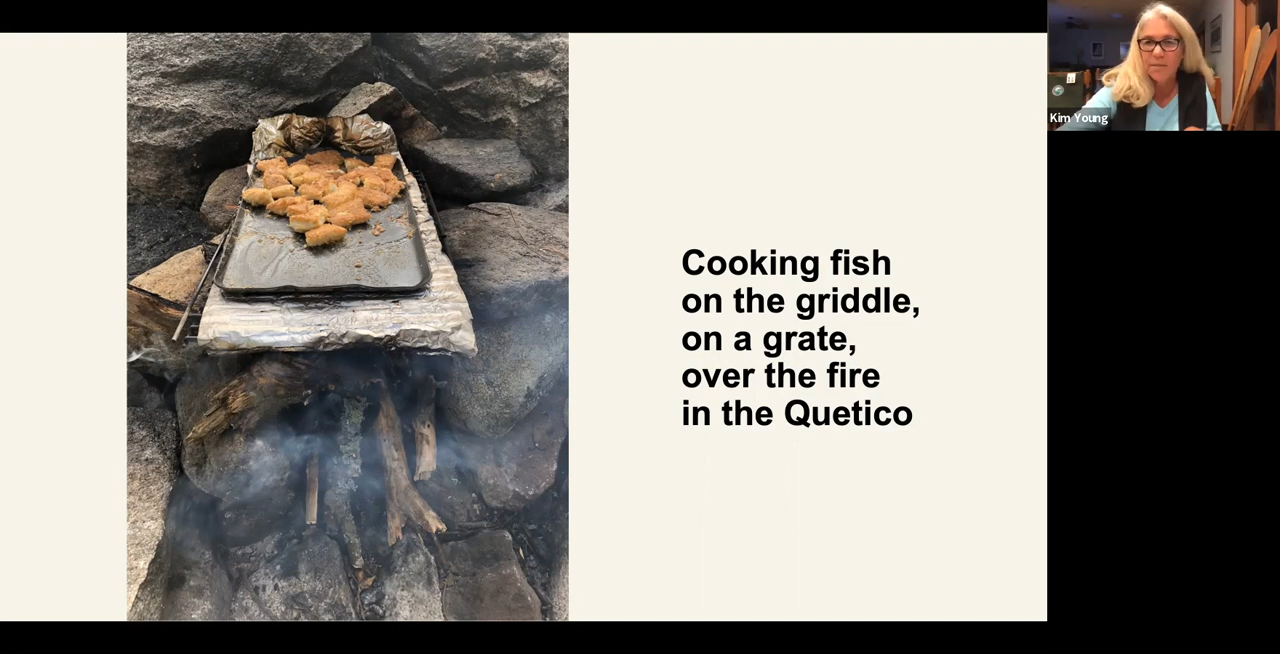 Kim Young
Cooking fish
on the griddle,
on a grate,
over the fire
in the Quetico